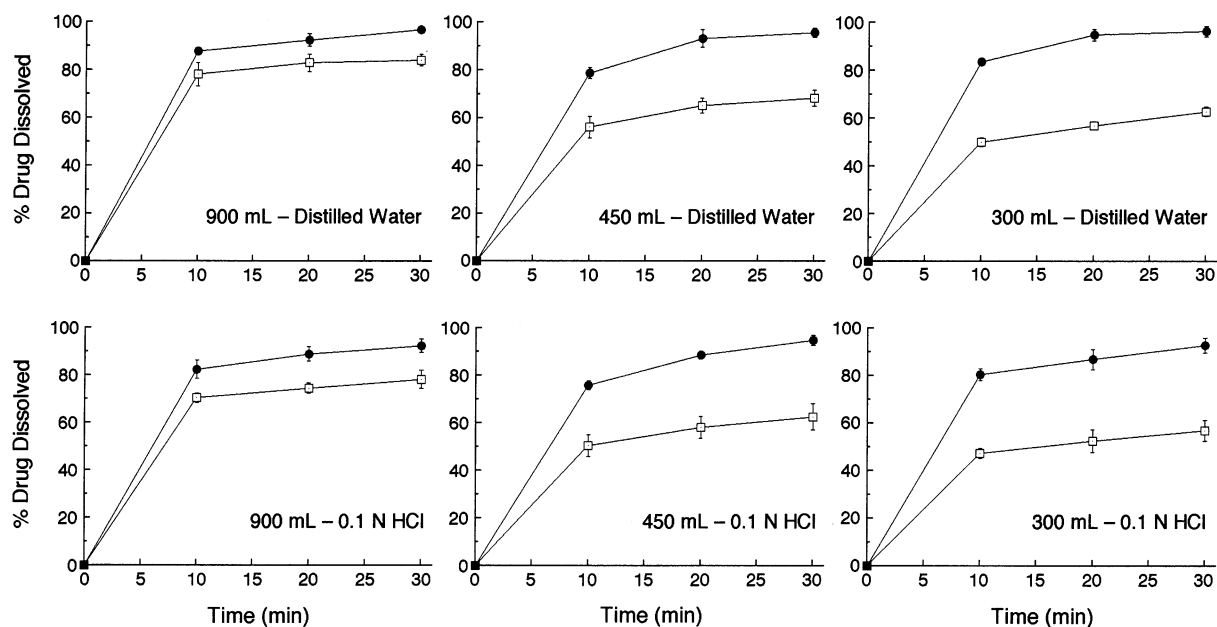 % Drug Dissolved
100
80
60
40
20
0
0 5 10 15 20 25 30
900 mL – Distilled Water
100
80
60
40
20
0
0 5 10 15 20 25 30
450 mL – Distilled Water
100
80
60
40
20
0
0 5 10 15 20 25 30
300 mL – Distilled Water
% Drug Dissolved
100
80
60
40
20
0
0 5 10 15 20 25 30
900 mL – 0.1 N HCl
Time (min)
100
80
60
40
20
0
0 5 10 15 20 25 30
450 mL – 0.1 N HCl
Time (min)
100
80
60
40
20
0
0 5 10 15 20 25 30
300 mL – 0.1 N HCl
Time (min)